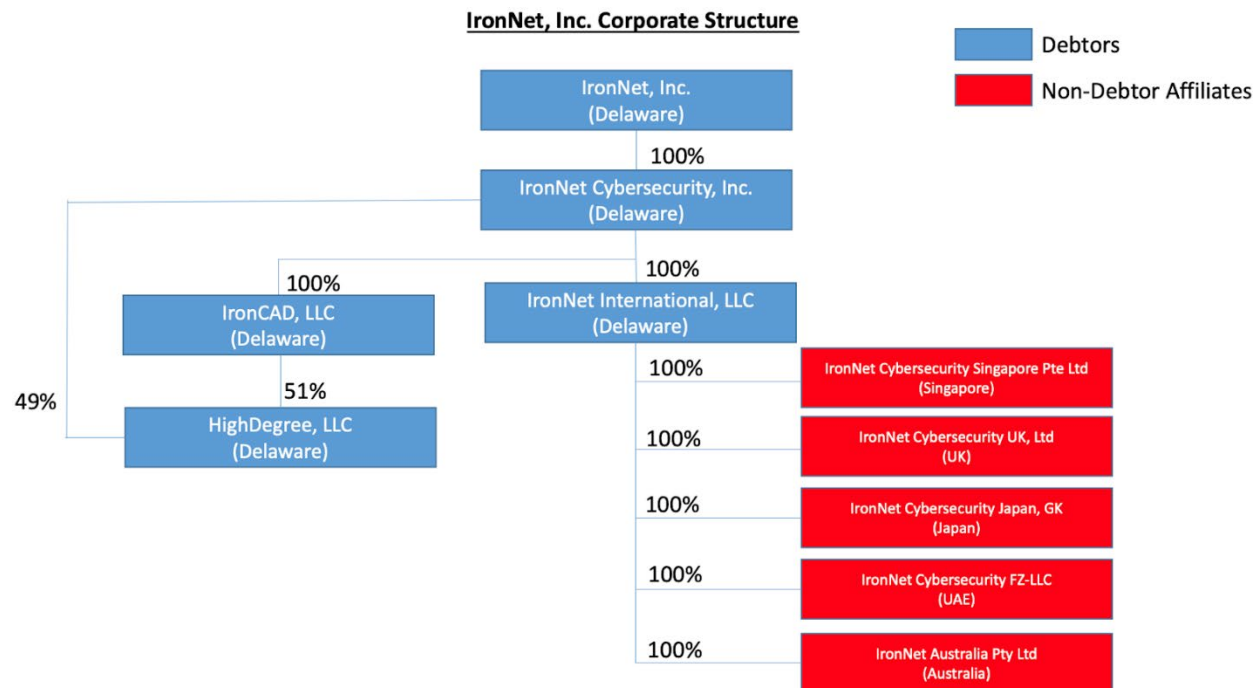 IronNet, Inc. Corporate Structure
Debtors
Non-Debtor Affiliates
IronNet, Inc.
(Delaware)
100%
IronNet Cybersecurity, Inc.
(Delaware)
100%
100%
IronCAD, LLC
(Delaware)
IronNet International, LLC
(Delaware)
51%
49%
HighDegree, LLC
(Delaware)
100%
IronNet Cybersecurity Singapore Pte Ltd
(Singapore)
100%
IronNet Cybersecurity UK, Ltd
(UK)
100%
IronNet Cybersecurity Japan, GK
(Japan)
100%
IronNet Cybersecurity FZ-LLC
(UAE)
100%
IronNet Australia Pty Ltd
(Australia)